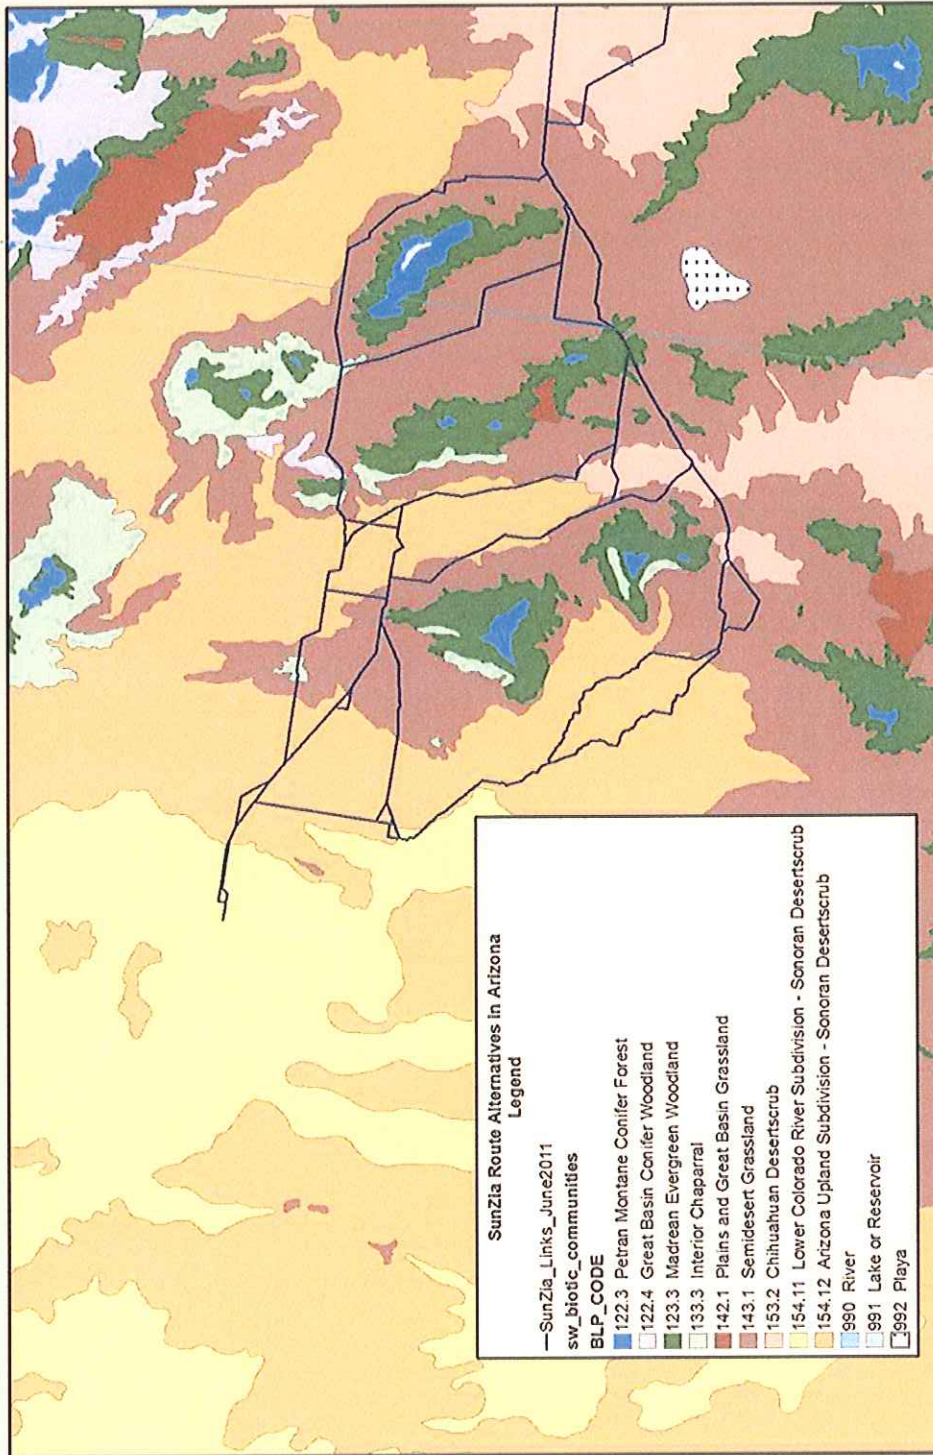 SunZia Route Alternatives in Arizona
Legend
SunZia_Links_June2011
sw_biotic_communities
BLP_CODE
122.3 Petran Montane Conifer Forest
122.4 Great Basin Conifer Woodland
123.3 Madrean Evergreen Woodland
133.3 Interior Chaparral
142.1 Plains and Great Basin Grassland
143.1 Semidesert Grassland
153.2 Chihuahuan Desertscrub
154.11 Lower Colorado River Subdivision - Sonoran Desertscrub
154.12 Arizona Upland Subdivision - Sonoran Desertscrub
990 River
991 Lake or Reservoir
992 Playa